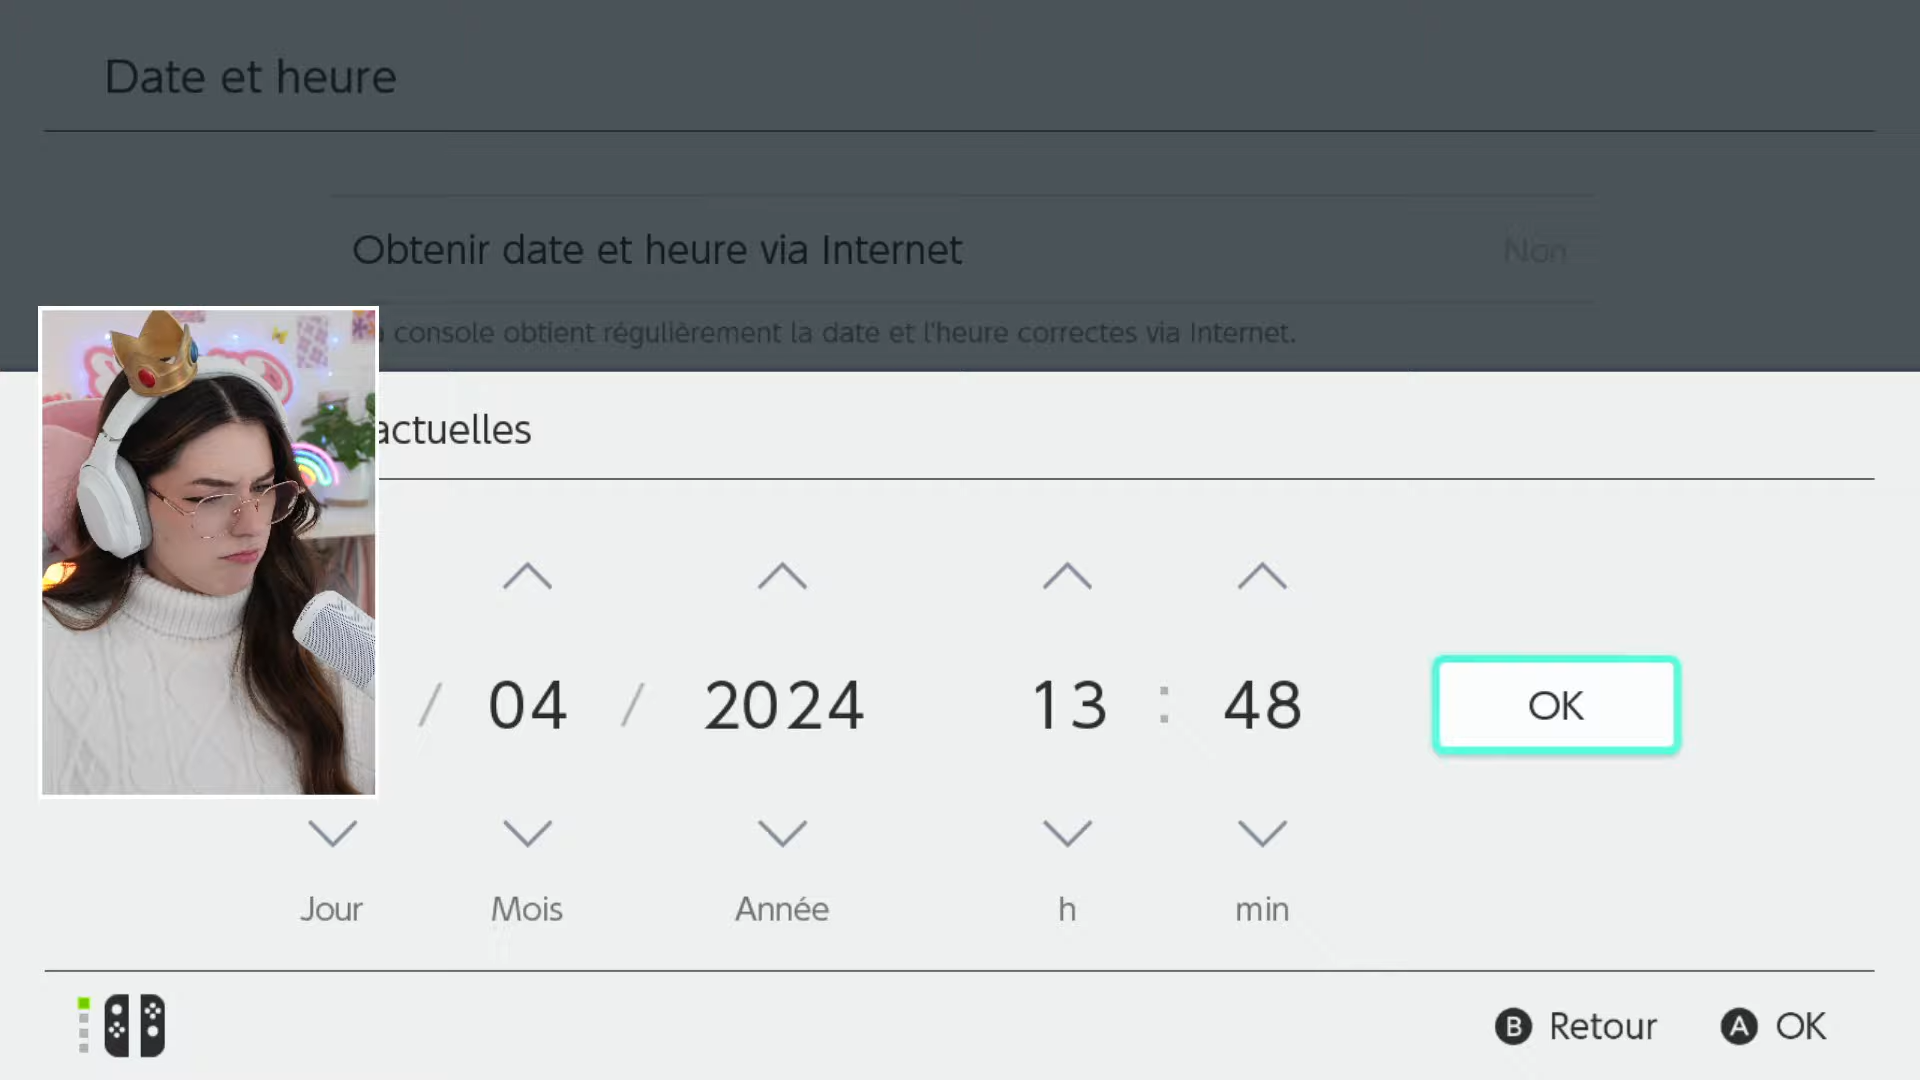 Date et heure
Obtenir date et heure via Internet Non
console obtient régulièrement la date et l'heure correctes via Internet.
actuelles
/ 04 / 2024 13 : 48 OK
Jour Mois Année h min
B Retour A OK